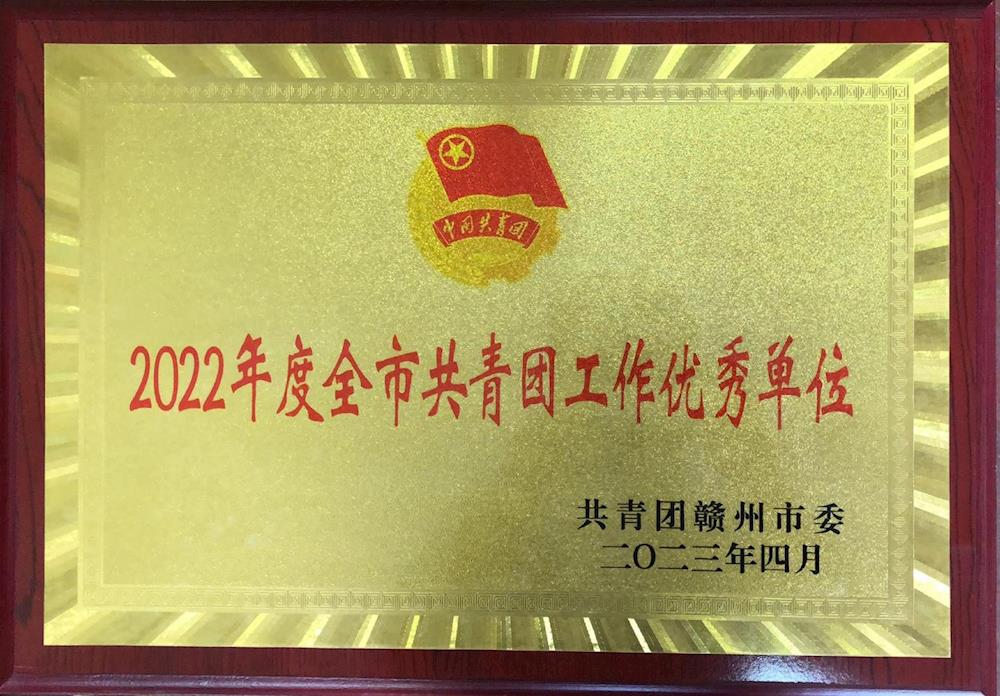 中国共青团
2022年度全市共青团工作优秀单位
共青团赣州市委
二〇二三年四月